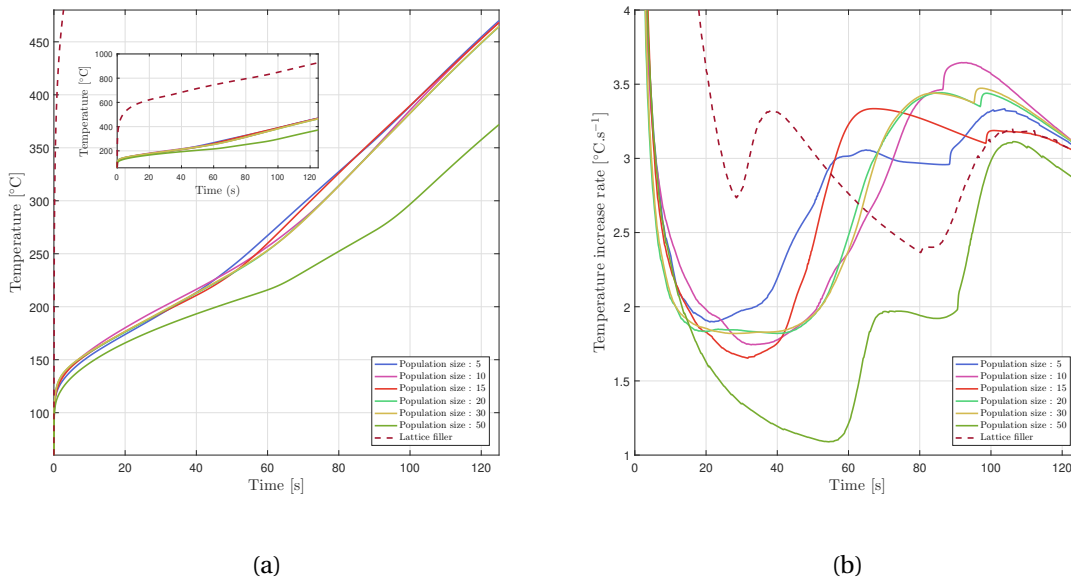 450
400
350
300
250
200
150
100
0
20
40
60
80
100
120
Temperature [°C]
Time [s]
1000
800
600
400
200
0
20
40
60
80
100
120
Temperature [°C]
Time (s)
Population size : 5
Population size : 10
Population size : 15
Population size : 20
Population size : 30
Population size : 50
Lattice filler
(a)
4
3.5
3
2.5
2
1.5
1
0
20
40
60
80
100
120
Temperature increase rate [°C.s⁻¹]
Time [s]
Population size : 5
Population size : 10
Population size : 15
Population size : 20
Population size : 30
Population size : 50
Lattice filler
(b)